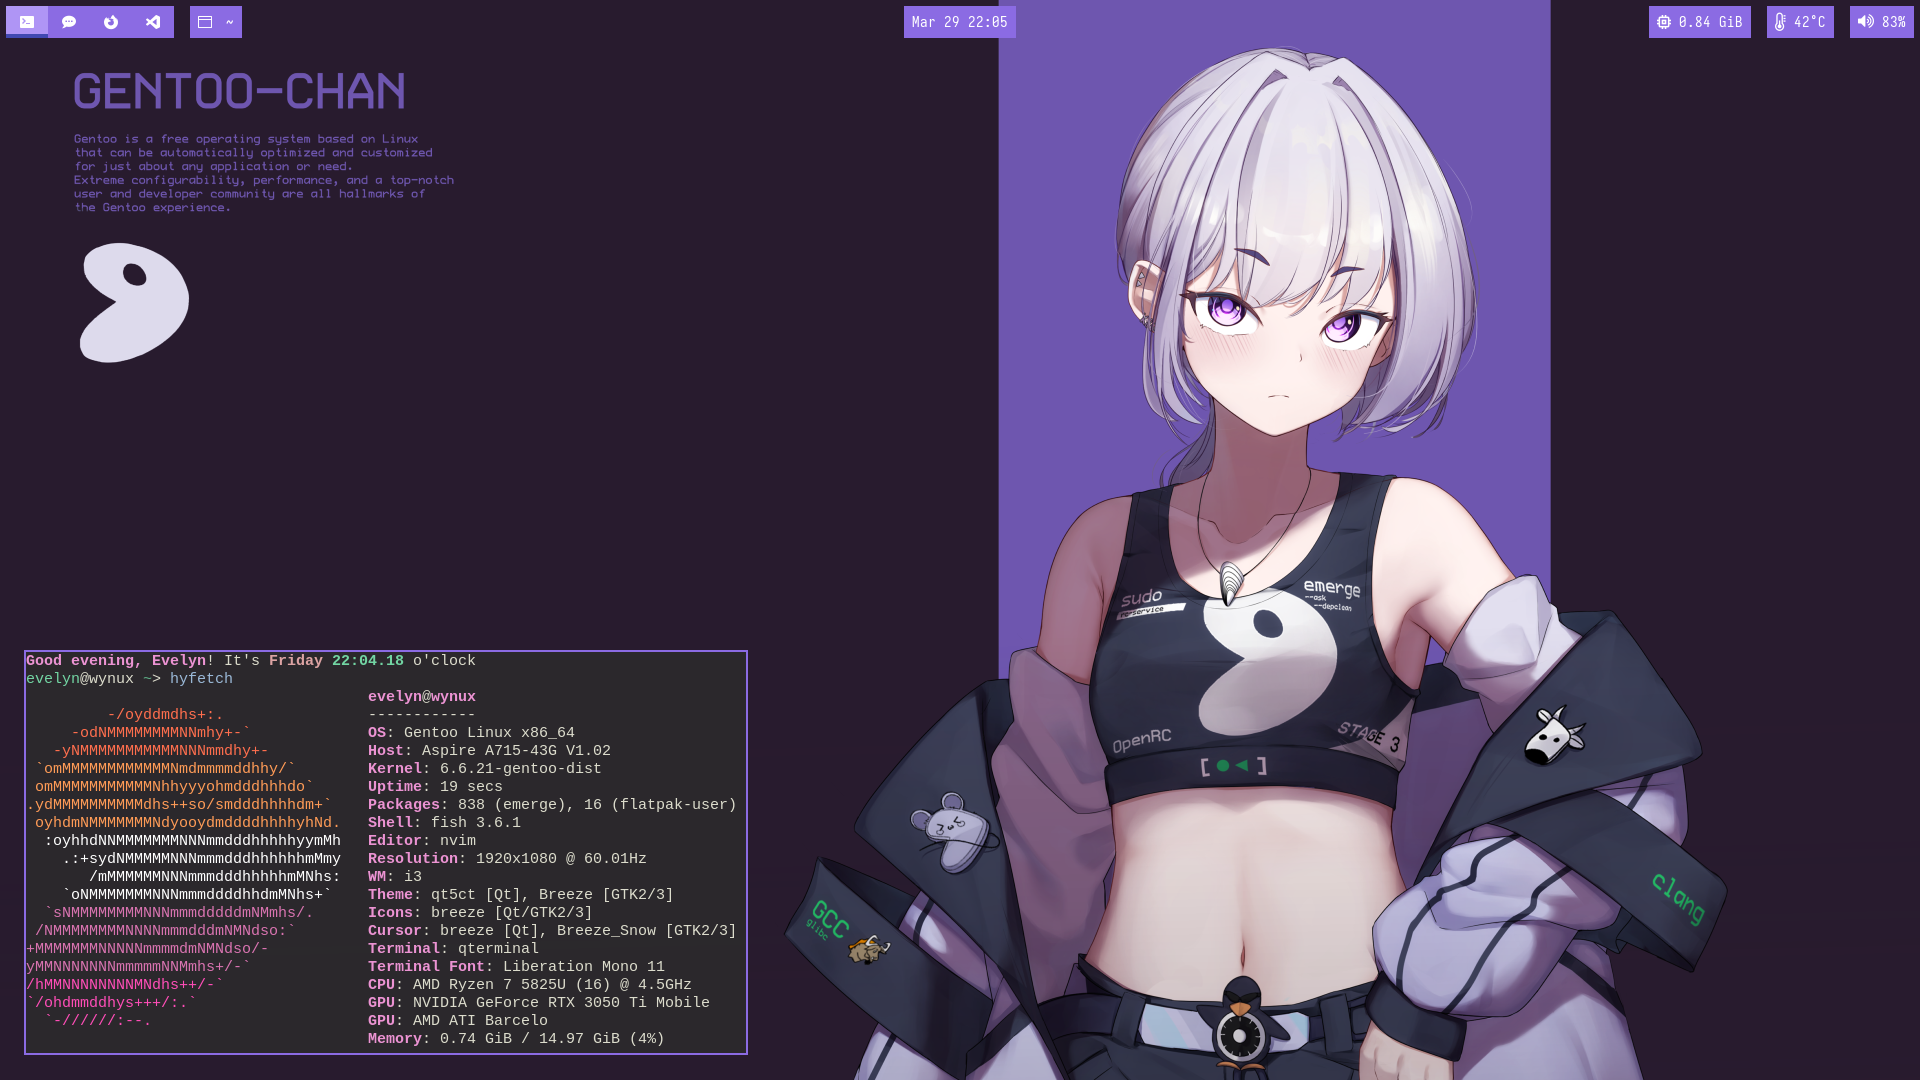 ~
Mar 29 22:05
0.84 GiB
42°C
83%
GENTOO-CHAN
Gentoo is a free operating system based on Linux
that can be automatically optimized and customized
for just about any application or need.
Extreme configurability, performance, and a top-notch
user and developer community are all hallmarks of
the Gentoo experience.
sudo
rc-service
emerge
--ask
--depclean
OpenRC
STAGE 3
[ ]
GCC
glibc
clang
Good evening, Evelyn! It's Friday 22:04.18 o'clock
evelyn@wynux ~> hyfetch
evelyn@wynux
-/oyddmdhs+:. ------------
-odNMMMMMMMMNNmhy+-` OS: Gentoo Linux x86_64
-yNMMMMMMMMMMMNNNmmdhy+- Host: Aspire A715-43G V1.02
`omMMMMMMMMMMMMNmdmmmmddhhy/` Kernel: 6.6.21-gentoo-dist
omMMMMMMMMMMMNhhyyyohmdddhhhdo` Uptime: 19 secs
.ydMMMMMMMMMMdhs++so/smdddhhhhdm+` Packages: 838 (emerge), 16 (flatpak-user)
oyhdmNMMMMMMMNdyooydmddddhhhhyhNd. Shell: fish 3.6.1
:oyhhdNNMMMMMMMNNNmmdddhhhhhyymMh Editor: nvim
.:+sydNMMMMMNNNmmmdddhhhhhhmMmy Resolution: 1920x1080 @ 60.01Hz
/mMMMMMMNNNmmmdddhhhhhmMNhs: WM: i3
`oNMMMMMMMNNNmmmddddhhdmMNhs+` Theme: qt5ct [Qt], Breeze [GTK2/3]
`sNMMMMMMMMNNNmmmdddddmNMmhs/. Icons: breeze [Qt/GTK2/3]
/NMMMMMMMMNNNNmmmdddmNMNdso:` Cursor: breeze [Qt], Breeze_Snow [GTK2/3]
+MMMMMMMNNNNNmmmmdmNMNdso/- Terminal: qterminal
yMMNNNNNNNmmmmmNNMmhs+/-` Terminal Font: Liberation Mono 11
/hMMNNNNNNNNMNdhs++/-` CPU: AMD Ryzen 7 5825U (16) @ 4.5GHz
`/ohdmmddhys+++/:.` GPU: NVIDIA GeForce RTX 3050 Ti Mobile
`-//////:--. GPU: AMD ATI Barcelo
Memory: 0.74 GiB / 14.97 GiB (4%)